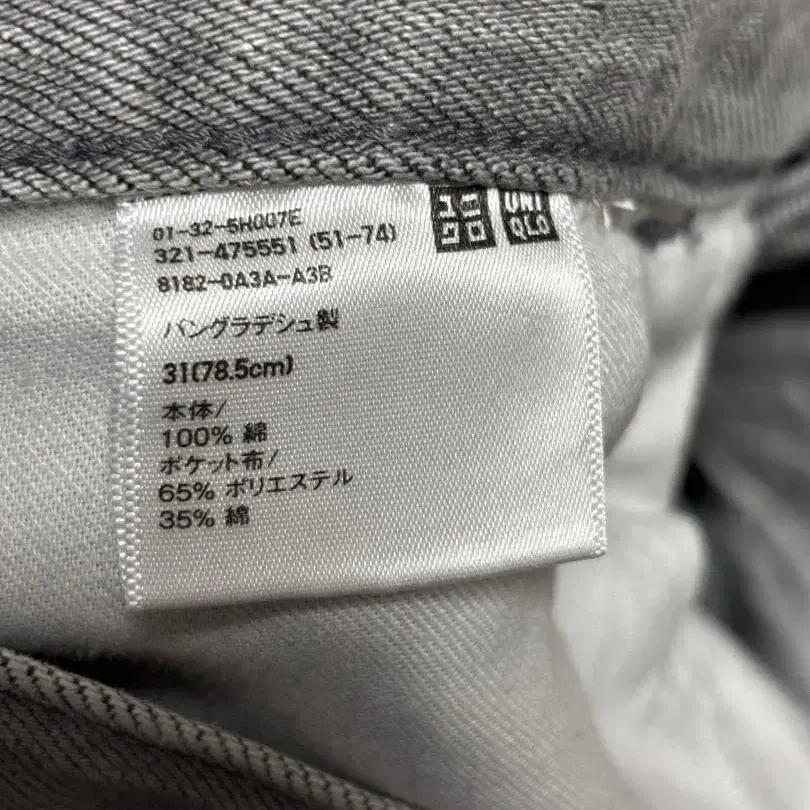 ユニクロ
UNI
QLO
01-32-5H007E
321-475551 (51-74)
8182-0A3A-A3B
バングラデシュ製
31(78.5cm)
本体/
100% 綿
ポケット布/
65% ポリエステル
35% 綿